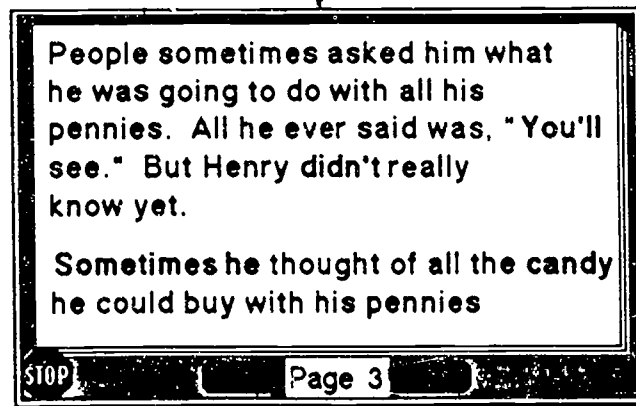 People sometimes asked him what
he was going to do with all his
pennies. All he ever said was, "You'll
see." But Henry didn't really
know yet.
Sometimes he thought of all the candy
he could buy with his pennies
STOP
Page 3